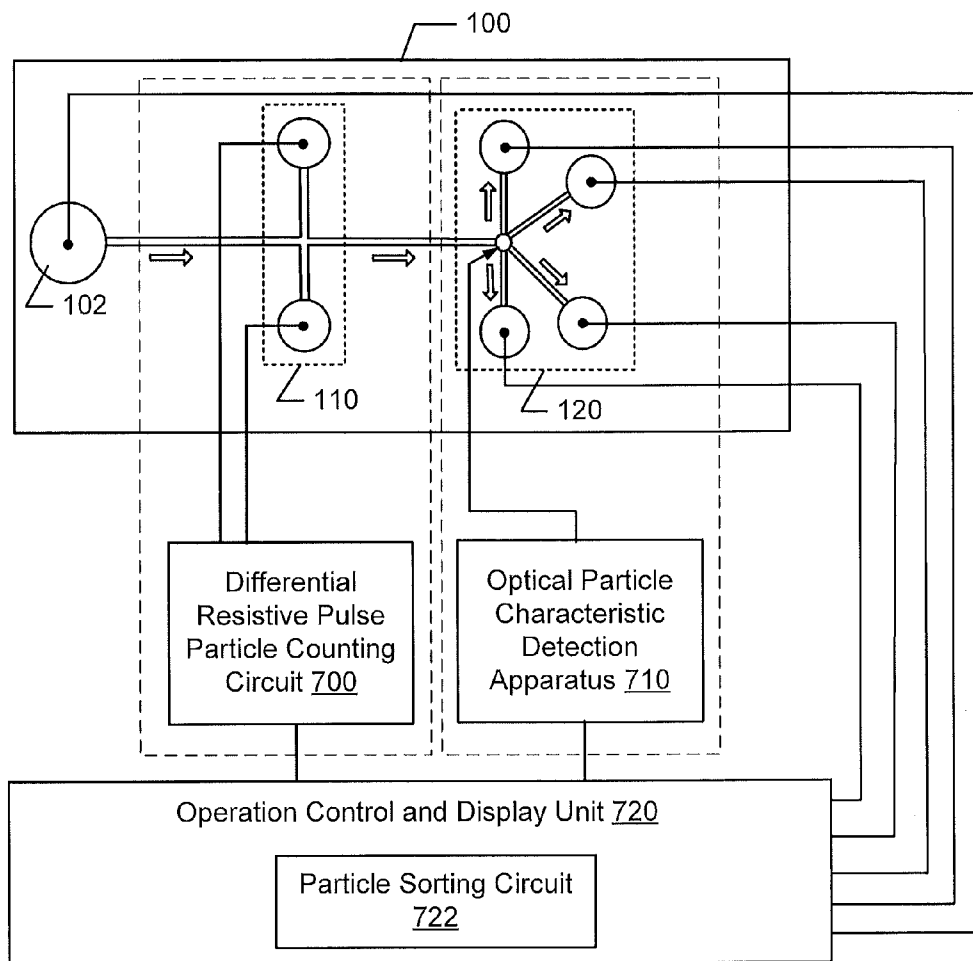 100
102
110
120
Differential
Resistive Pulse
Particle Counting
Circuit 700
Optical Particle
Characteristic
Detection
Apparatus 710
Operation Control and Display Unit 720
Particle Sorting Circuit
722